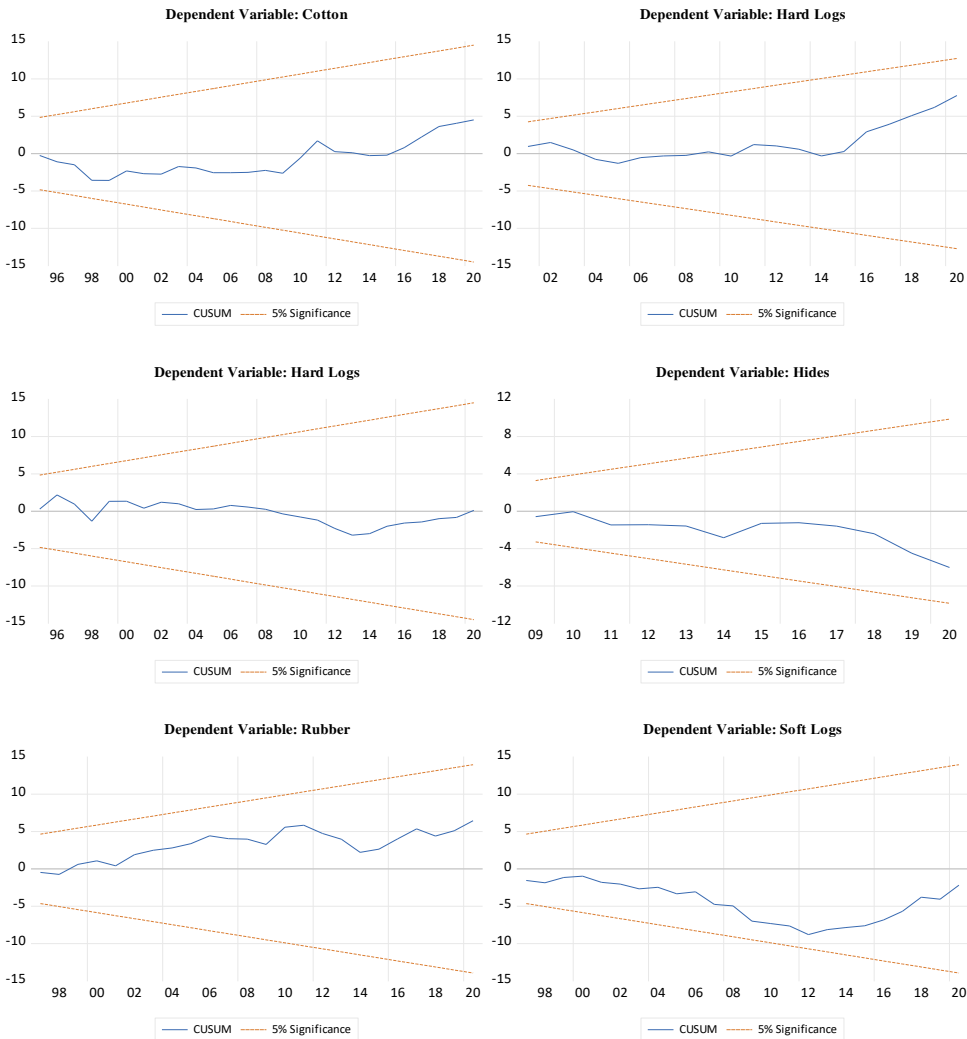 Dependent Variable: Cotton
15
10
5
0
-5
-10
-15
96 98 00 02 04 06 08 10 12 14 16 18 20
CUSUM 5% Significance
Dependent Variable: Hard Logs
15
10
5
0
-5
-10
-15
02 04 06 08 10 12 14 16 18 20
CUSUM 5% Significance
Dependent Variable: Hard Logs
15
10
5
0
-5
-10
-15
96 98 00 02 04 06 08 10 12 14 16 18 20
CUSUM 5% Significance
Dependent Variable: Hides
12
8
4
0
-4
-8
-12
09 10 11 12 13 14 15 16 17 18 19 20
CUSUM 5% Significance
Dependent Variable: Rubber
15
10
5
0
-5
-10
-15
98 00 02 04 06 08 10 12 14 16 18 20
CUSUM 5% Significance
Dependent Variable: Soft Logs
15
10
5
0
-5
-10
-15
98 00 02 04 06 08 10 12 14 16 18 20
CUSUM 5% Significance